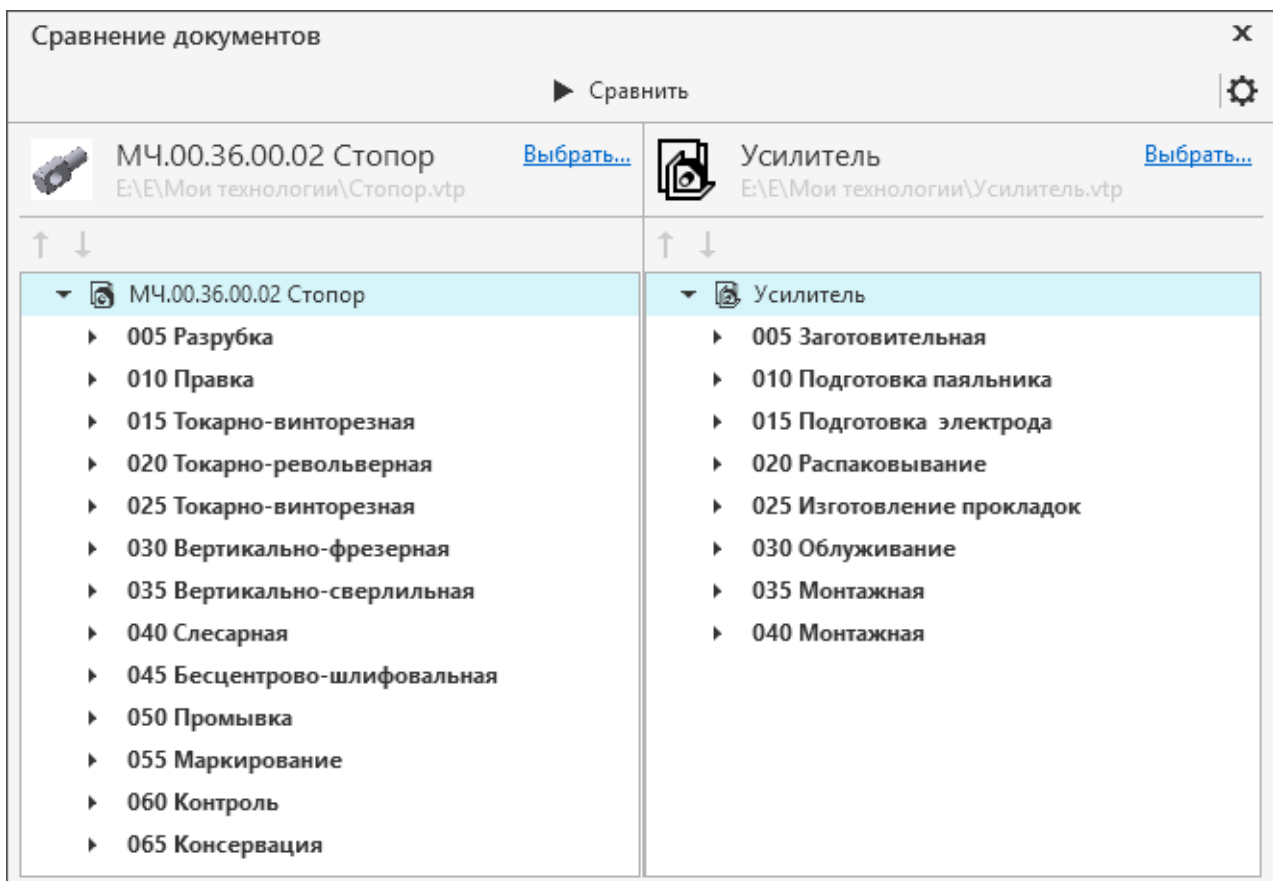 Сравнение документов
Сравнить
МЧ.00.36.00.02 Стопор
Выбрать...
E:\E\Мои технологии\Стопор.vtp
Усилитель
Выбрать...
E:\E\Мои технологии\Усилитель.vtp
МЧ.00.36.00.02 Стопор
005 Разрубка
010 Правка
015 Токарно-винторезная
020 Токарно-револьверная
025 Токарно-винторезная
030 Вертикально-фрезерная
035 Вертикально-сверлильная
040 Слесарная
045 Бесцентрово-шлифовальная
050 Промывка
055 Маркирование
060 Контроль
065 Консервация
Усилитель
005 Заготовительная
010 Подготовка паяльника
015 Подготовка  электрода
020 Распаковывание
025 Изготовление прокладок
030 Облуживание
035 Монтажная
040 Монтажная